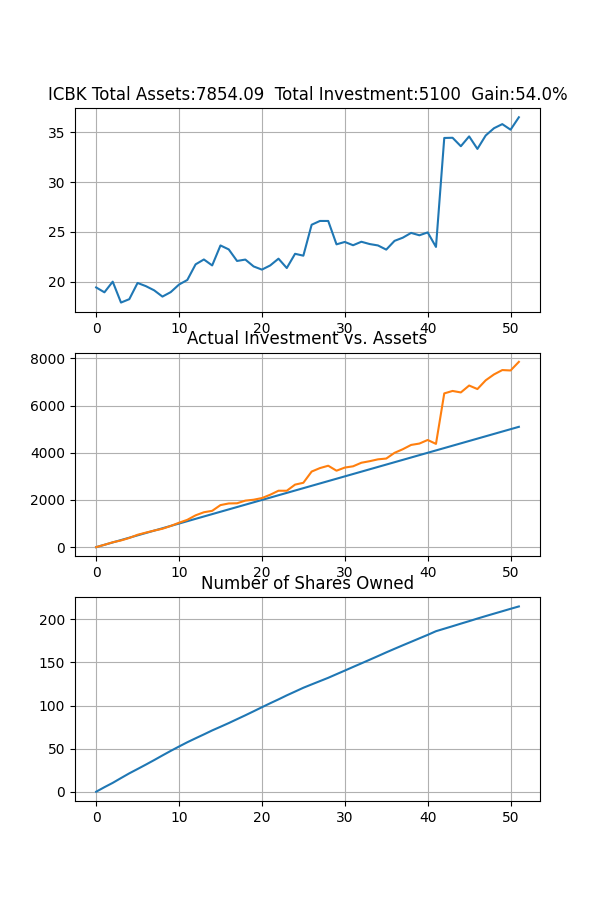 ICBK Total Assets:7854.09  Total Investment:5100  Gain:54.0%
35
30
25
20
0 10 20 30 40 50
Actual Investment vs. Assets
8000
6000
4000
2000
0
0 10 20 30 40 50
Number of Shares Owned
200
150
100
50
0
0 10 20 30 40 50